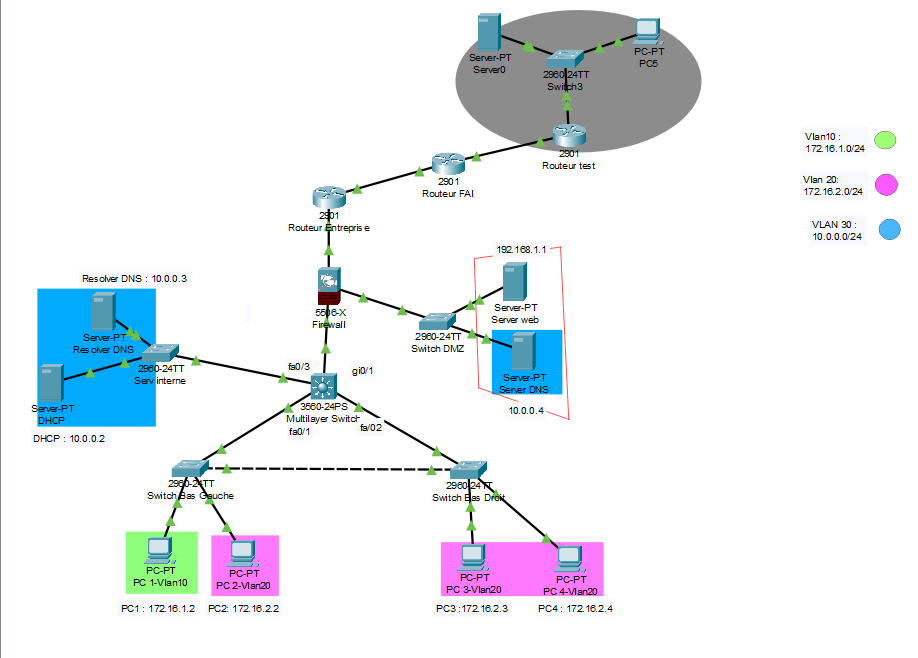 Server-PT
Server0
PC-PT
PC5
2960-24TT
Switch3
2901
Routeur test
2901
Routeur FAI
2901
Routeur Entreprise
Vlan10 :
172.16.1.0/24
Vlan 20:
172.16.2.0/24
VLAN 30 :
10.0.0.0/24
192.168.1.1
Server-PT
Server web
5506-X
Firewall
2960-24TT
Switch DMZ
Server-PT
Server DNS
10.0.0.4
Resolver DNS : 10.0.0.3
Server-PT
Resolver DNS
2960-24TT
Serv interne
Server-PT
DHCP
DHCP : 10.0.0.2
fa0/3
gi0/1
3560-24PS
Multilayer Switch
fa0/1
fa/02
2960-24TT
Switch Bas Gauche
2960-24TT
Switch Bas Droit
PC-PT
PC 1-Vlan10
PC-PT
PC 2-Vlan20
PC-PT
PC 3-Vlan20
PC-PT
PC 4-Vlan20
PC1 : 172.16.1.2
PC2: 172.16.2.2
PC3 :172.16.2.3
PC4 : 172.16.2.4